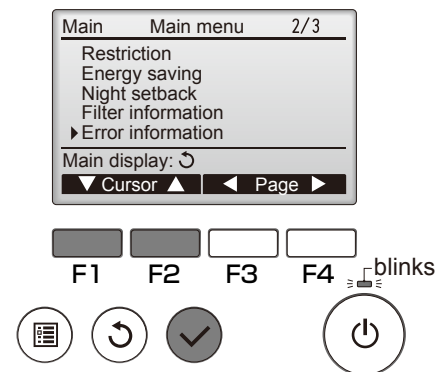 Main Main menu 2/3
Restriction
Energy saving
Night setback
Filter information
▶Error information
Main display: ↺
▼ Cursor ▲ ◀ Page ▶
F1 F2 F3 F4
blinks